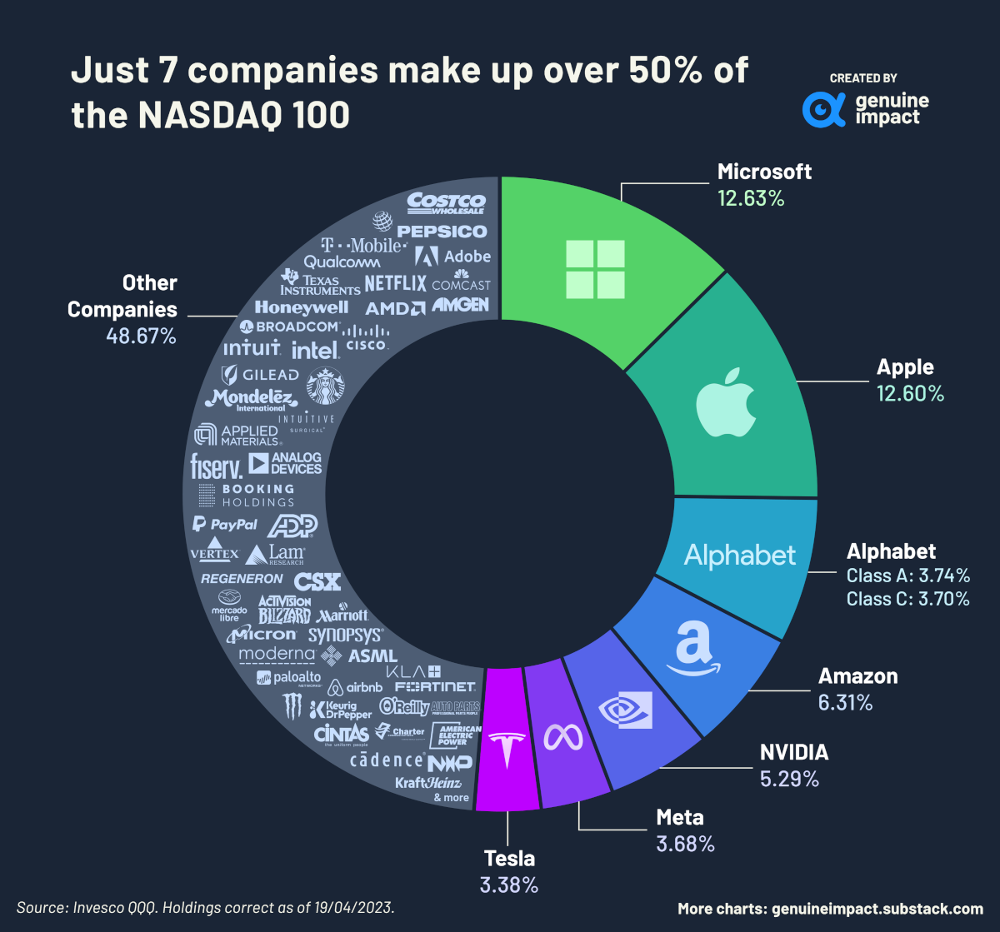 Just 7 companies make up over 50% of
the NASDAQ 100
CREATED BY
genuine
impact
Microsoft
12.63%
Apple
12.60%
Alphabet
Class A: 3.74%
Class C: 3.70%
Amazon
6.31%
NVIDIA
5.29%
Meta
3.68%
Tesla
3.38%
Other
Companies
48.67%
Alphabet
a
COSTCO
WHOLESALE
PEPSICO
T-Mobile
Adobe
Qualcomm
TEXAS
INSTRUMENTS
NETFLIX
COMCAST
Honeywell
AMD
AMGEN
BROADCOM
CISCO
intuit
intel
GILEAD
Mondelēz
International
INTUITIVE
SURGICAL
APPLIED
MATERIALS
fiserv.
ANALOG
DEVICES
BOOKING
HOLDINGS
PayPal
ADP
VERTEX
Lam
RESEARCH
REGENERON
CSX
mercado
libre
ACTIVISION
BLIZZARD
Marriott
Micron
SYNOPSYS
moderna
ASML
KLA
paloalto
NETWORKS
airbnb
FORTINET
Keurig
DrPepper
O'Reilly AUTO PARTS
PROFESSIONAL PARTS PEOPLE
CINTAS
Charter
AMERICAN
ELECTRIC
POWER
cādence
NXP
KraftHeinz
& more
Source: Invesco QQQ. Holdings correct as of 19/04/2023.
More charts: genuineimpact.substack.com